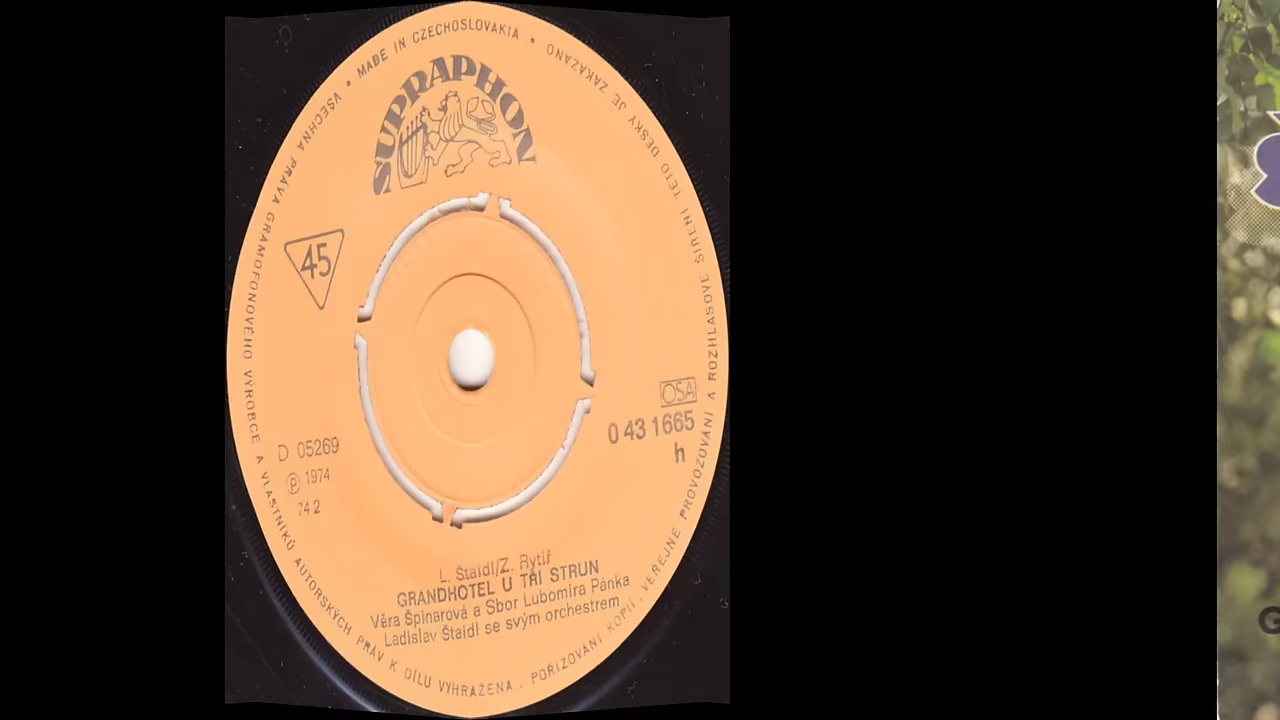 VŠECHNA PRÁVA GRAMOFONOVÉHO VÝROBCE A VLASTNÍKŮ AUTORSKÝCH PRÁV K DÍLU VYHRAŽENA . POŘIZOVÁNÍ KOPIÍ, VEŘEJNÉ PROVOZOVÁNÍ A ROZHLASOVÉ ŠÍŘENÍ TÉTO DESKY JE ZAKÁZÁNO • MADE IN CZECHOSLOVAKIA •
SUPRAPHON
45
OSA
0 43 1665
h
D 05269
Ⓟ 1974
74 2
L. Štaidl/Z. Rytíř
GRANDHOTEL U TŘÍ STRUN
Věra Špinarová a Sbor Lubomíra Pánka
Ladislav Štaidl se svým orchestrem
G